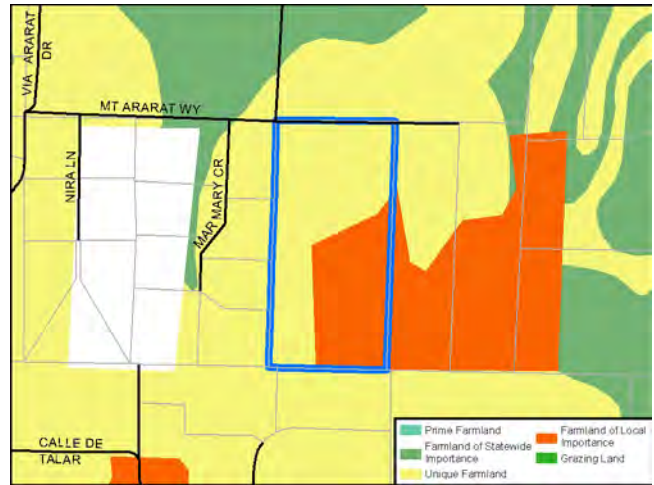 VIA ARARAT
DR
MT ARARAT WY
NIRA LN
MAR MARY CR
CALLE DE
TALAR
Prime Farmland
Farmland of Statewide
Importance
Unique Farmland
Farmland of Local
Importance
Grazing Land